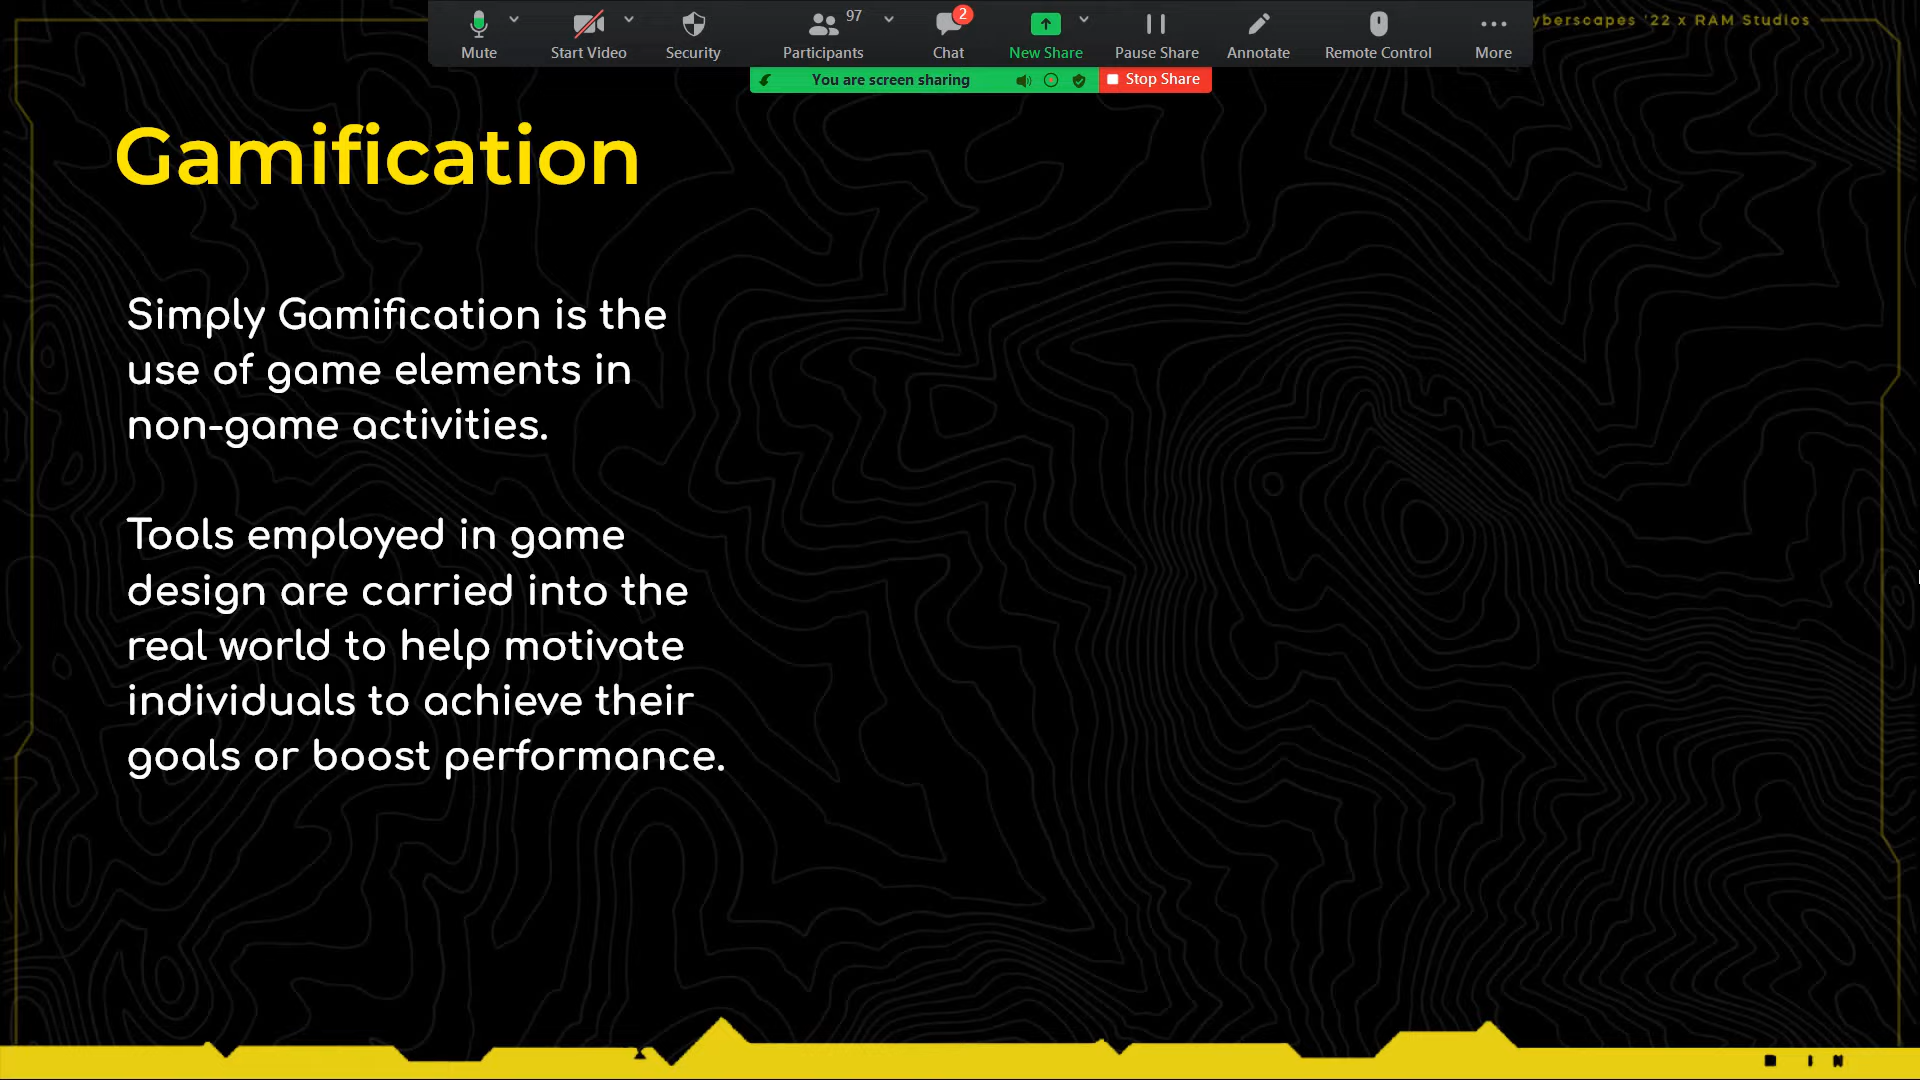 97
2
Mute
Start Video
Security
Participants
Chat
New Share
Pause Share
Annotate
Remote Control
More
yberscapes '22 x RAM Studios
You are screen sharing
Stop Share
Gamification
Simply Gamification is the
use of game elements in
non-game activities.
Tools employed in game
design are carried into the
real world to help motivate
individuals to achieve their
goals or boost performance.